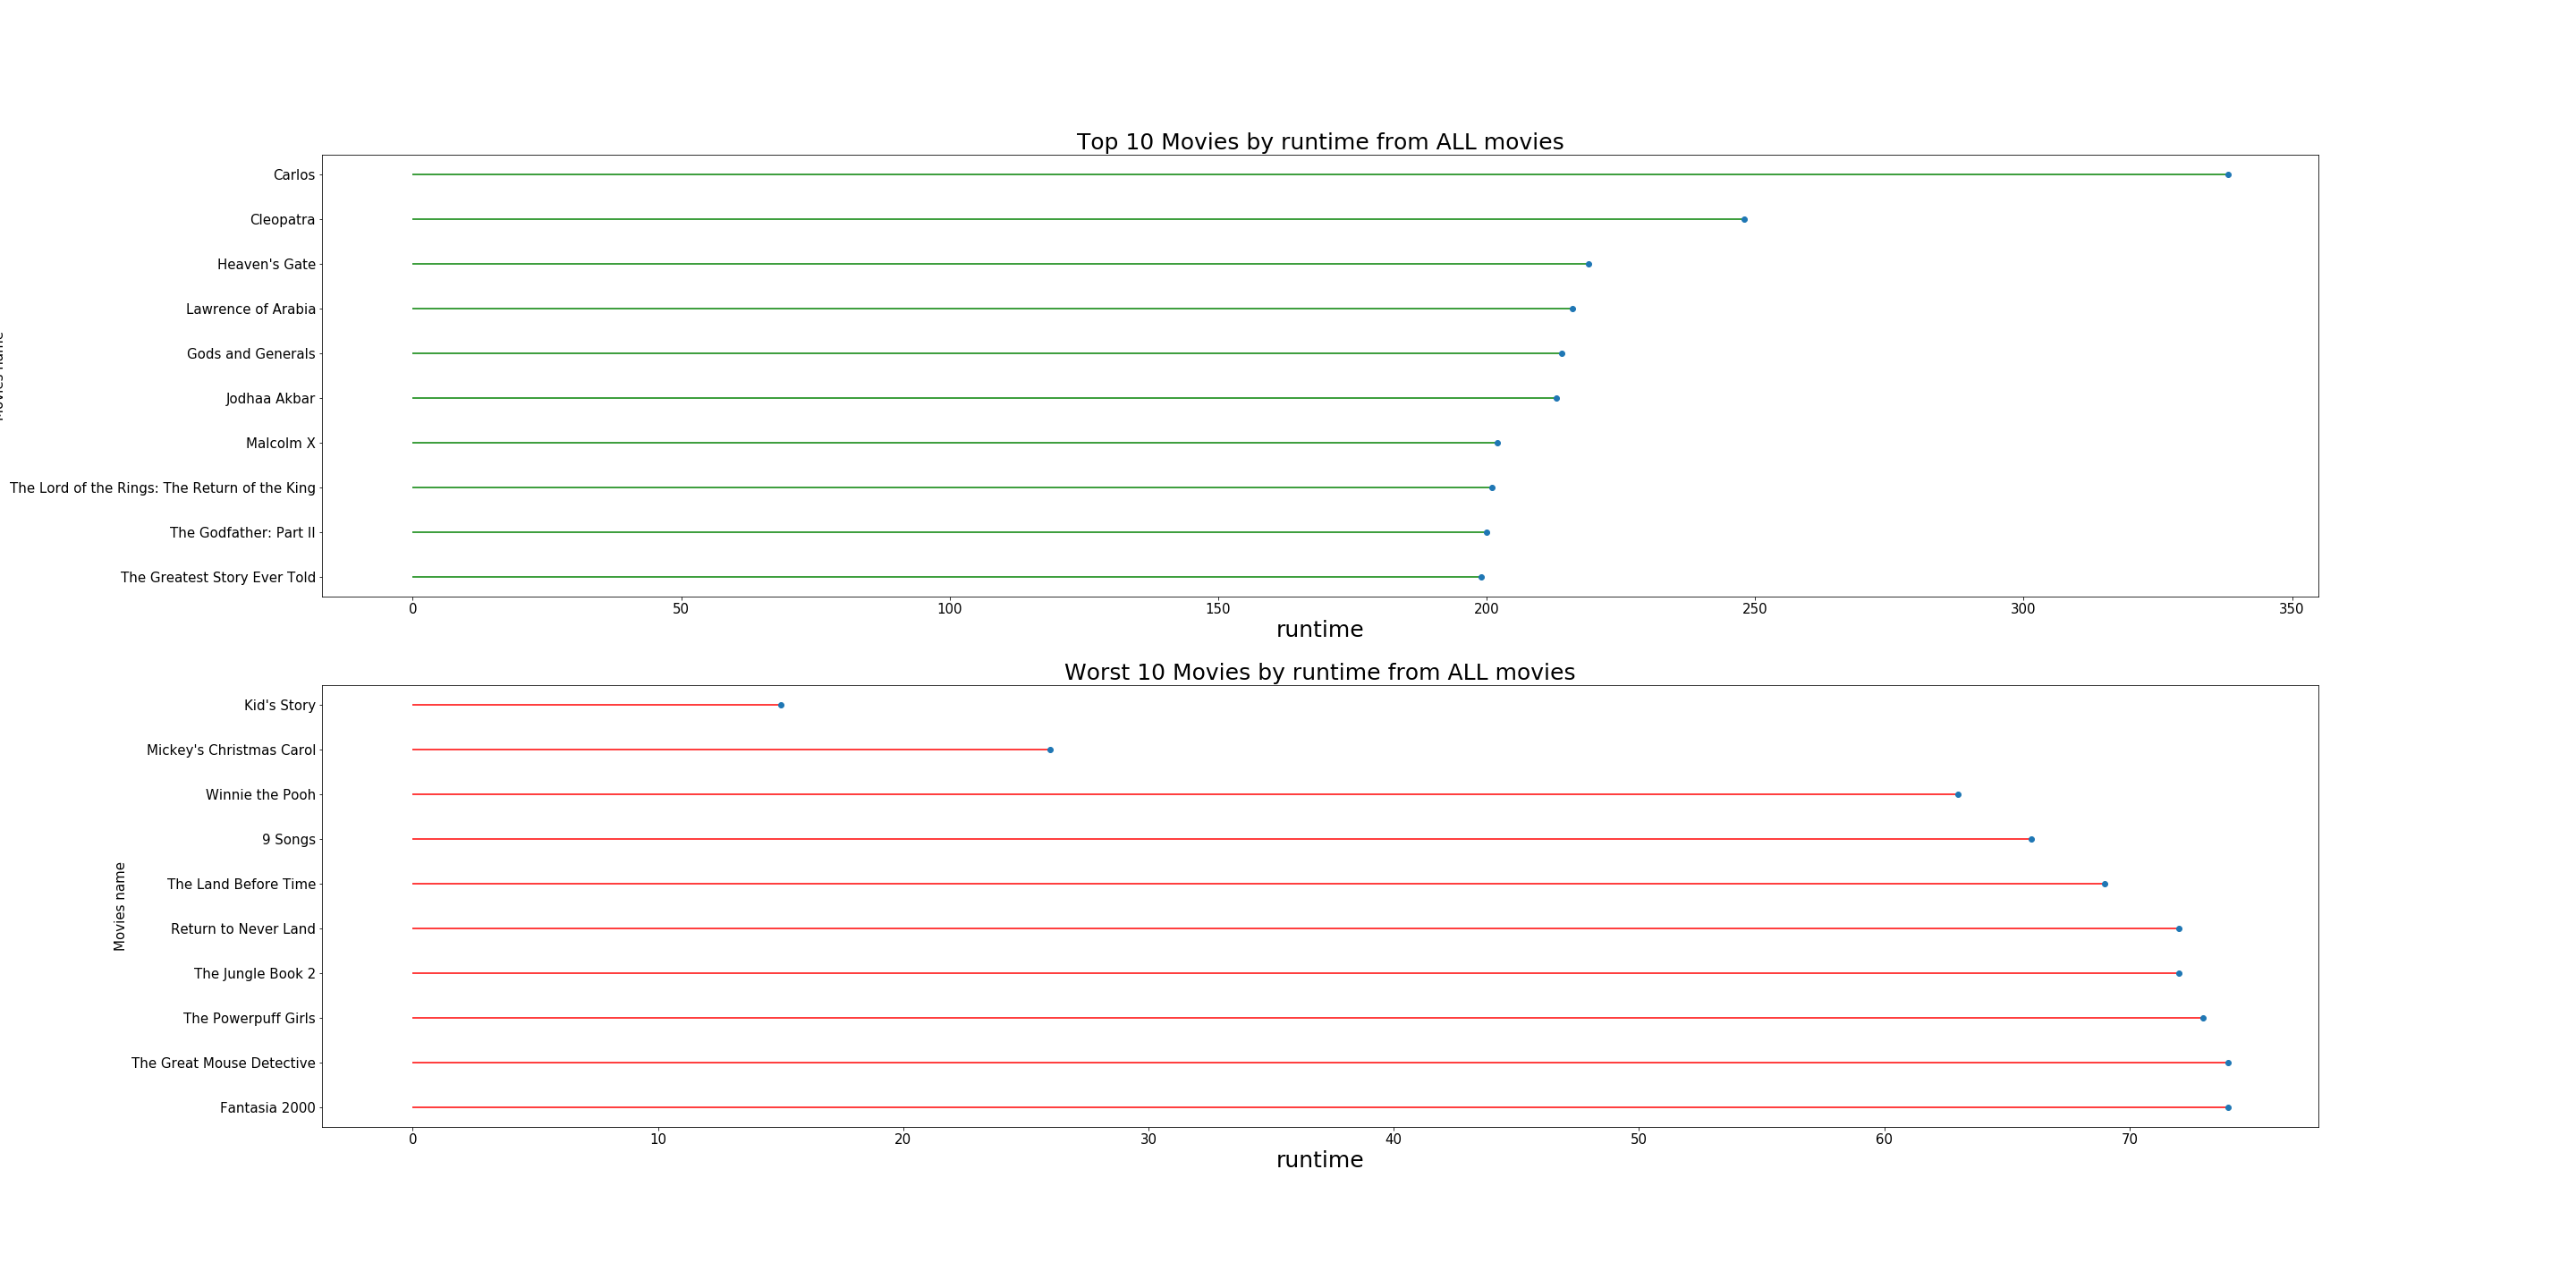 Top 10 Movies by runtime from ALL movies
Carlos
Cleopatra
Heaven's Gate
Lawrence of Arabia
Gods and Generals
Jodhaa Akbar
Malcolm X
The Lord of the Rings: The Return of the King
The Godfather: Part II
The Greatest Story Ever Told
0 50 100 150 200 250 300 350
runtime
Worst 10 Movies by runtime from ALL movies
Movies name
Kid's Story
Mickey's Christmas Carol
Winnie the Pooh
9 Songs
The Land Before Time
Return to Never Land
The Jungle Book 2
The Powerpuff Girls
The Great Mouse Detective
Fantasia 2000
0 10 20 30 40 50 60 70
runtime